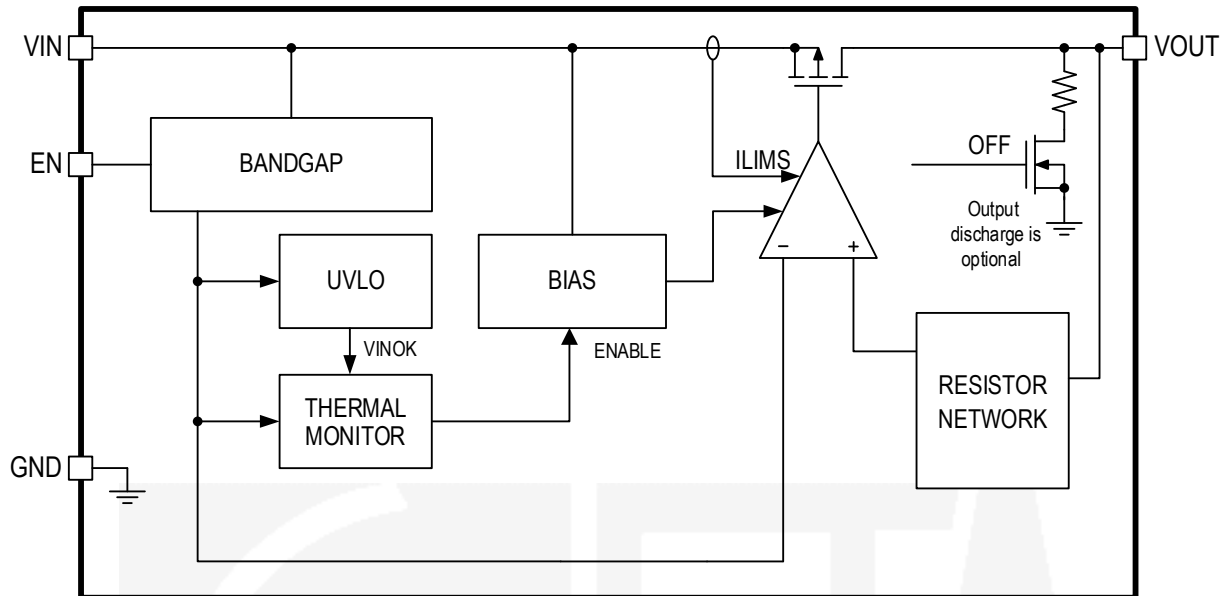 VIN
VOUT
BANDGAP
EN
ILIMS
OFF
Output
discharge is
optional
−
+
UVLO
BIAS
VINOK
ENABLE
THERMAL
MONITOR
RESISTOR
NETWORK
GND